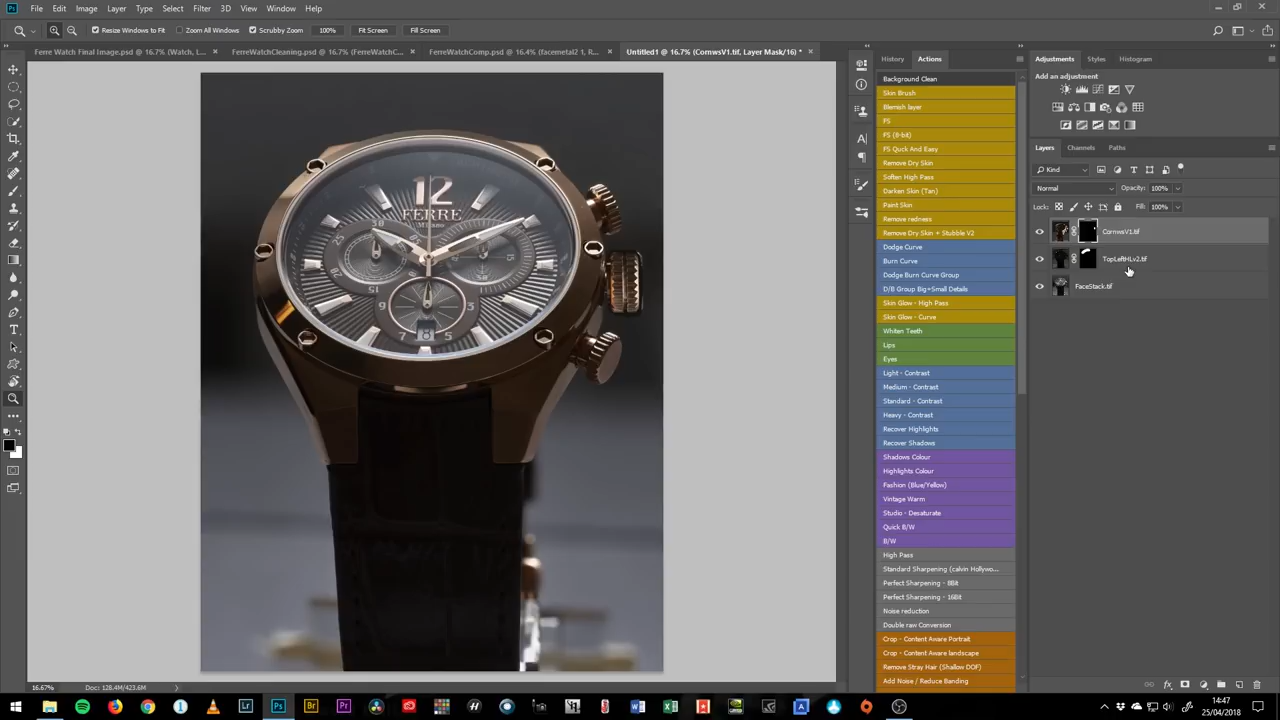 File Edit Image Layer Type Select Filter 3D View Window Help
Resize Windows to Fit Zoom All Windows Scrubby Zoom 100% Fit Screen Fill Screen
Ferre Watch Final Image.psd @ 16.7% (Watch, L... FerreWatchCleaning.psd @ 16.7% (FerreWatchC... FerreWatchComp.psd @ 16.4% (facemetal2 1, R... Untitled1 @ 16.7% (CornwsV1.tif, Layer Mask/16) *
History Actions
Background Clean
Skin Brush
Blemish layer
FS
FS (8-bit)
FS Quck And Easy
Remove Dry Skin
Soften High Pass
Darken Skin (Tan)
Paint Skin
Remove redness
Remove Dry Skin + Stubble V2
Dodge Curve
Burn Curve
Dodge Burn Curve Group
D/B Group Big+Small Details
Skin Glow - High Pass
Skin Glow - Curve
Whiten Teeth
Lips
Eyes
Light - Contrast
Medium - Contrast
Standard - Contrast
Heavy - Contrast
Recover Highlights
Recover Shadows
Shadows Colour
Highlights Colour
Fashion (Blue/Yellow)
Vintage Warm
Studio - Desaturate
Quick B/W
B/W
High Pass
Standard Sharpening (calvin Hollywo...
Perfect Sharpening - 8Bit
Perfect Sharpening - 16Bit
Noise reduction
Double raw Conversion
Crop - Content Aware Portrait
Crop - Content Aware landscape
Remove Stray Hair (Shallow DOF)
Add Noise / Reduce Banding
Adjustments Styles Histogram
Add an adjustment
Layers Channels Paths
Kind
Normal Opacity: 100%
Lock: Fill: 100%
CornwsV1.tif
TopLeftHLv2.tif
FaceStack.tif
12
FERRE
Milano
8
16.67% Doc: 128.4M/423.6M
14:47
25/04/2018